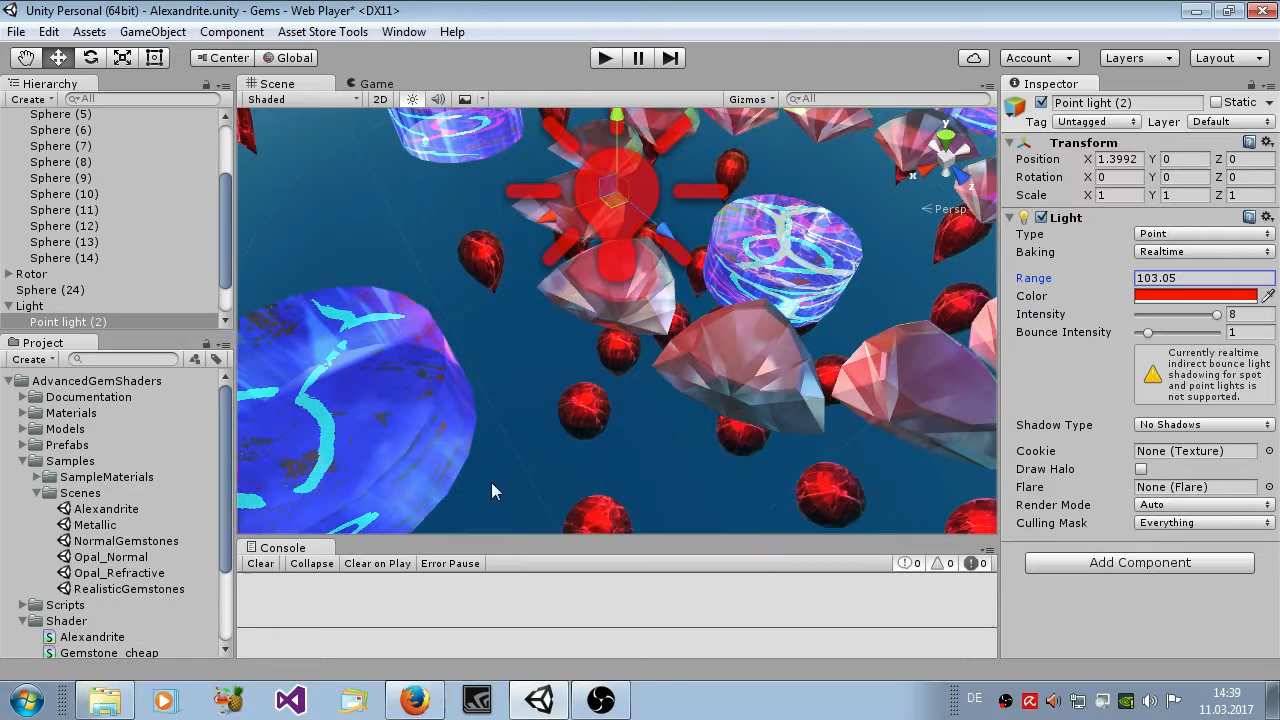 Unity Personal (64bit) - Alexandrite.unity - Gems - Web Player* <DX11>
File Edit Assets GameObject Component Asset Store Tools Window Help
Center Global Account Layers Layout
Hierarchy
Create All
Sphere (5)
Sphere (6)
Sphere (7)
Sphere (8)
Sphere (9)
Sphere (10)
Sphere (11)
Sphere (12)
Sphere (13)
Sphere (14)
Rotor
Sphere (24)
Light
Point light (2)
Project
Create
AdvancedGemShaders
Documentation
Materials
Models
Prefabs
Samples
SampleMaterials
Scenes
Alexandrite
Metallic
NormalGemstones
Opal_Normal
Opal_Refractive
RealisticGemstones
Scripts
Shader
Alexandrite
Gemstone_cheap
Scene Game
Shaded 2D Gizmos All
y
x
z
Persp
Console
Clear Collapse Clear on Play Error Pause 0 0 0
Inspector
Point light (2) Static
Tag Untagged Layer Default
Transform
Position X 1.3992 Y 0 Z 0
Rotation X 0 Y 0 Z 0
Scale X 1 Y 1 Z 1
Light
Type Point
Baking Realtime
Range 103.05
Color
Intensity 8
Bounce Intensity 1
Currently realtime
indirect bounce light
shadowing for spot
and point lights is
not supported.
Shadow Type No Shadows
Cookie None (Texture)
Draw Halo
Flare None (Flare)
Render Mode Auto
Culling Mask Everything
Add Component
DE 14:39
11.03.2017